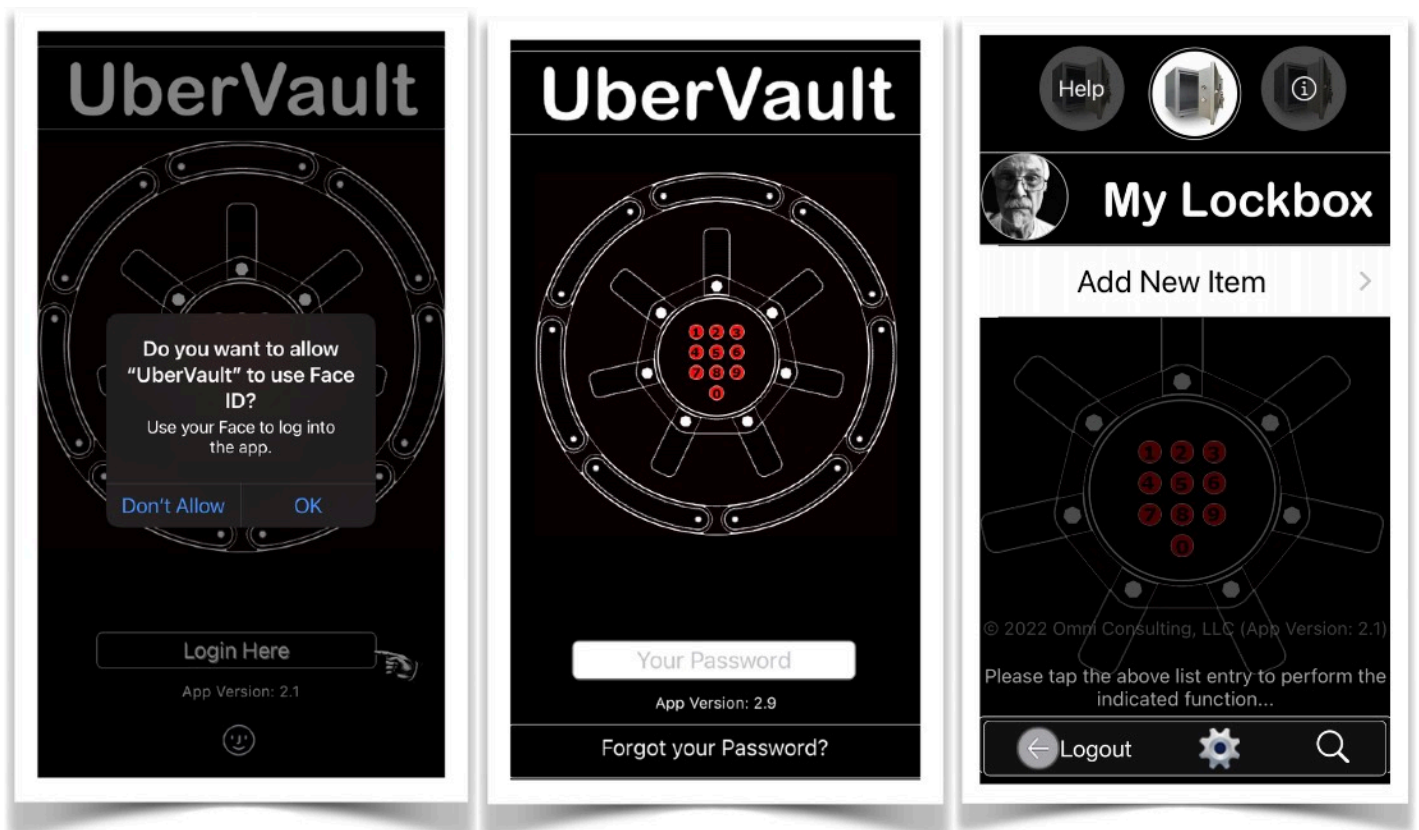 UberVault
Do you want to allow
“UberVault” to use Face
ID?
Use your Face to log into
the app.
Don't Allow
OK
Login Here
App Version: 2.1
UberVault
1 2 3
4 5 6
7 8 9
0
Your Password
App Version: 2.9
Forgot your Password?
Help
i
My Lockbox
Add New Item
1 2 3
4 5 6
7 8 9
0
© 2022 Omni Consulting, LLC (App Version: 2.1)
Please tap the above list entry to perform the
indicated function...
Logout